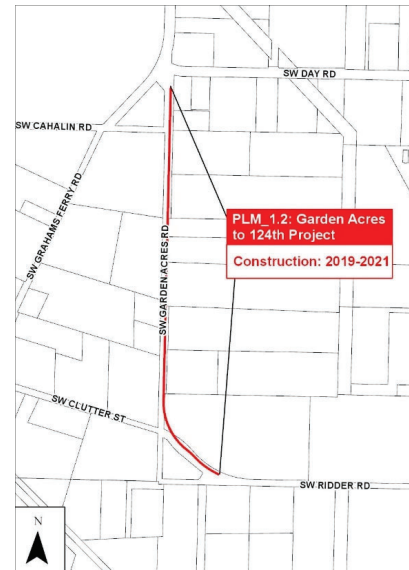 SW DAY RD
SW CAHALIN RD
SW GRAHAMS FERRY RD
SW GARDEN ACRES RD
PLM_1.2: Garden Acres
to 124th Project
Construction: 2019-2021
SW CLUTTER ST
SW RIDDER RD
N